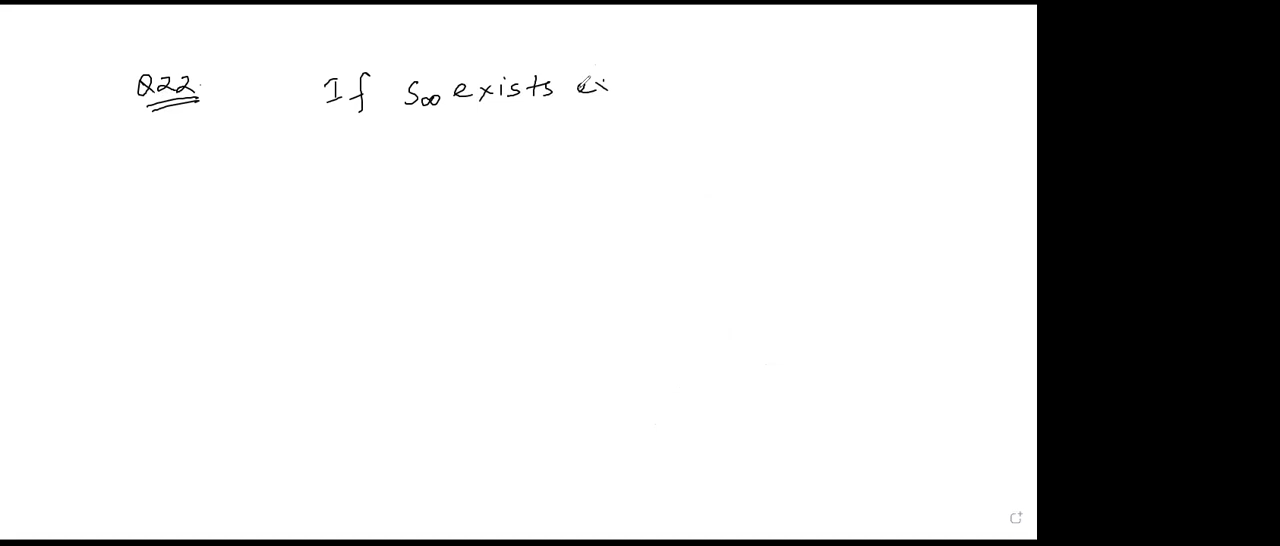 Q22. If S∞ exists